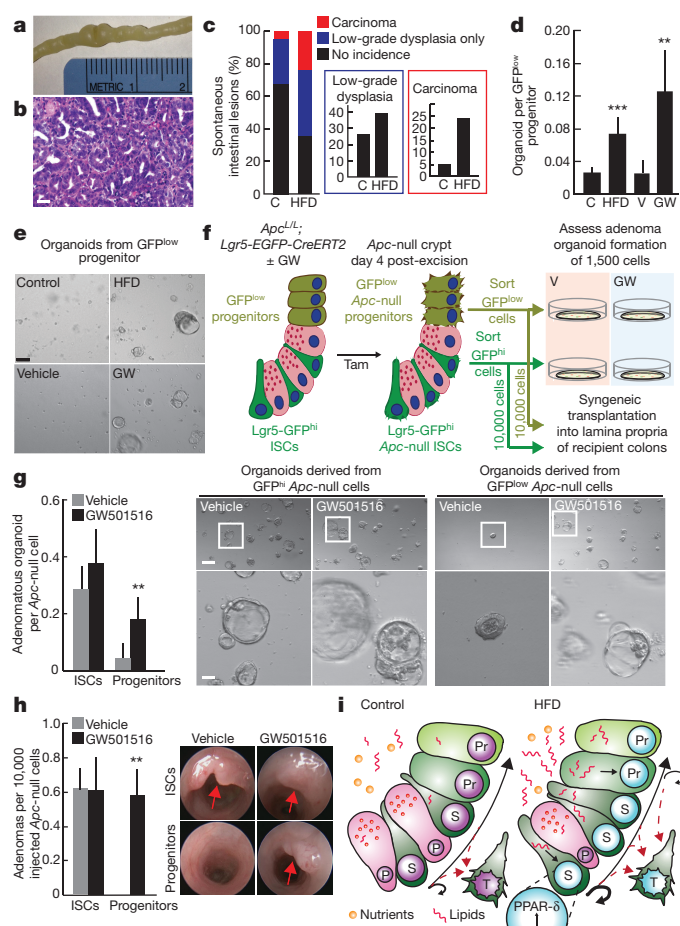 a
METRIC 1 2
b
c
Carcinoma
Low-grade dysplasia only
No incidence
Spontaneous
intestinal lesions (%)
100
80
60
40
20
0
C HFD
Low-grade
dysplasia
40
30
20
10
0
C HFD
Carcinoma
25
20
15
10
5
0
C HFD
d
Organoid per GFPlow
progenitor
0.20
0.16
0.12
0.08
0.04
0
***
**
C HFD V GW
e
Organoids from GFPlow
progenitor
Control HFD
Vehicle GW
f
ApcL/L;
Lgr5-EGFP-CreERT2
± GW
Apc-null crypt
day 4 post-excision
GFPlow
progenitors
GFPlow
Apc-null
progenitors
Tam
Lgr5-GFPhi
ISCs
Lgr5-GFPhi
Apc-null ISCs
Sort
GFPlow
cells
Sort
GFPhi
cells
10,000 cells
10,000 cells
Assess adenoma
organoid formation
of 1,500 cells
V GW
Syngeneic
transplantation
into lamina propria
of recipient colons
g
Vehicle
GW501516
Adenomatous organoid
per Apc-null cell
0.6
0.4
0.2
0
**
ISCs Progenitors
Organoids derived from
GFPhi Apc-null cells
Vehicle GW501516
Organoids derived from
GFPlow Apc-null cells
Vehicle GW501516
h
Vehicle
GW501516
Adenomas per 10,000
injected Apc-null cells
1.0
0.8
0.6
0.4
0.2
0
**
ISCs Progenitors
Vehicle GW501516
ISCs
Progenitors
i
Control HFD
Pr
Pr
S
P
S
P
T
Pr
Pr
S
S
P
S
T
PPAR-δ
Nutrients Lipids